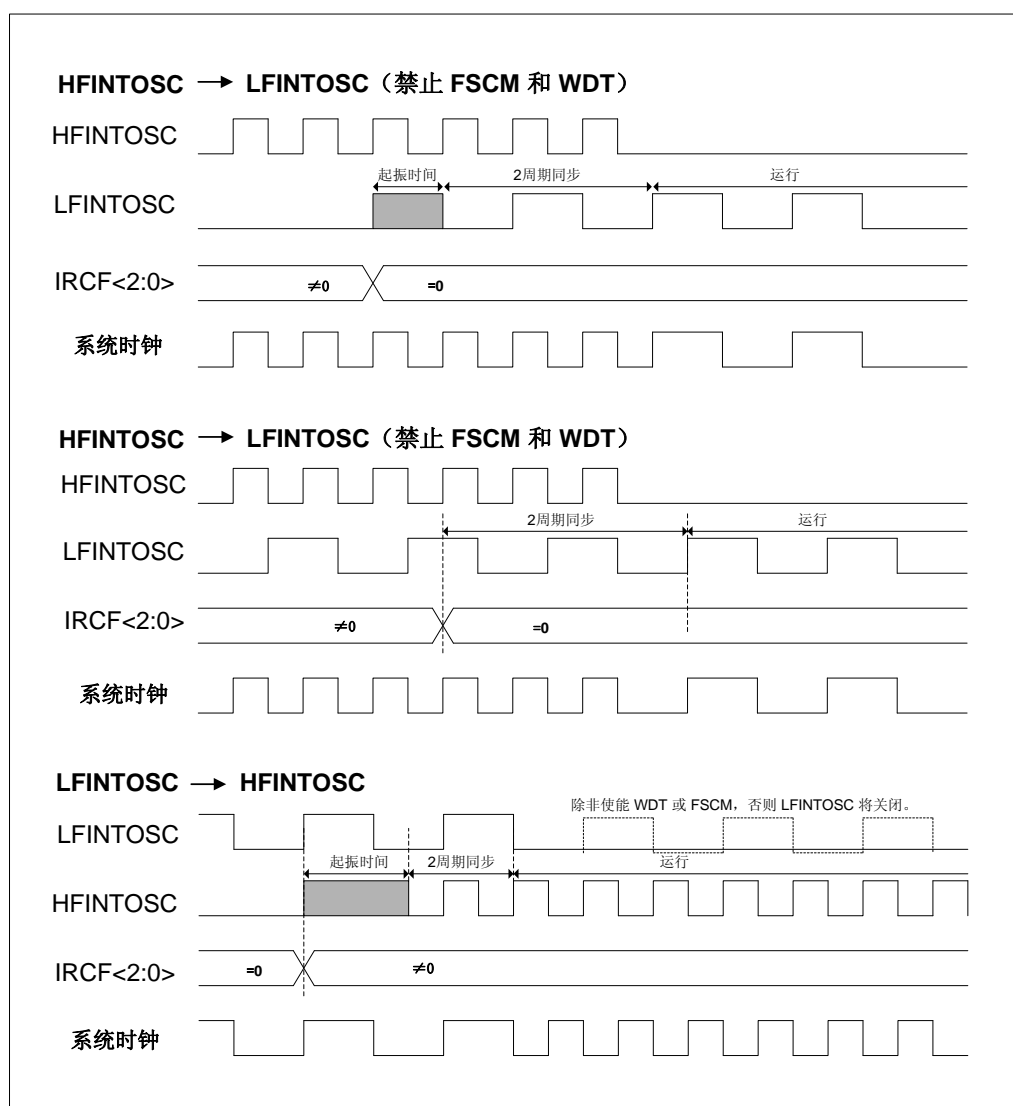 HFINTOSC → LFINTOSC（禁止 FSCM 和 WDT）
HFINTOSC
起振时间 2周期同步 运行
LFINTOSC
IRCF<2:0> ≠0 =0
系统时钟
HFINTOSC → LFINTOSC（禁止 FSCM 和 WDT）
HFINTOSC
2周期同步 运行
LFINTOSC
IRCF<2:0> ≠0 =0
系统时钟
LFINTOSC → HFINTOSC
除非使能 WDT 或 FSCM，否则 LFINTOSC 将关闭。
LFINTOSC
起振时间 2周期同步 运行
HFINTOSC
IRCF<2:0> =0 ≠0
系统时钟